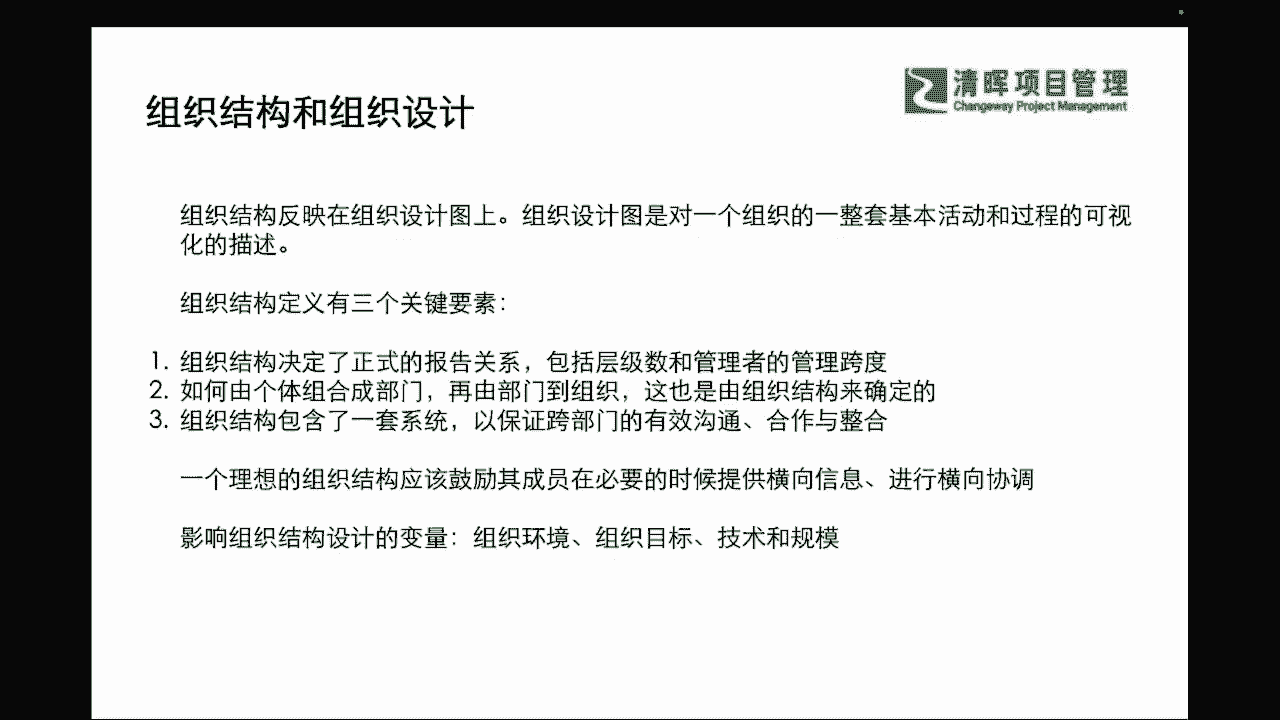 清晖项目管理
Changeway Project Management
组织结构和组织设计
组织结构反映在组织设计图上。组织设计图是对一个组织的一整套基本活动和过程的可视
化的描述。
组织结构定义有三个关键要素：
1. 组织结构决定了正式的报告关系，包括层级数和管理者的管理跨度
2. 如何由个体组合成部门，再由部门到组织，这也是由组织结构来确定的
3. 组织结构包含了一套系统，以保证跨部门的有效沟通、合作与整合
一个理想的组织结构应该鼓励其成员在必要的时候提供横向信息、进行横向协调
影响组织结构设计的变量：组织环境、组织目标、技术和规模